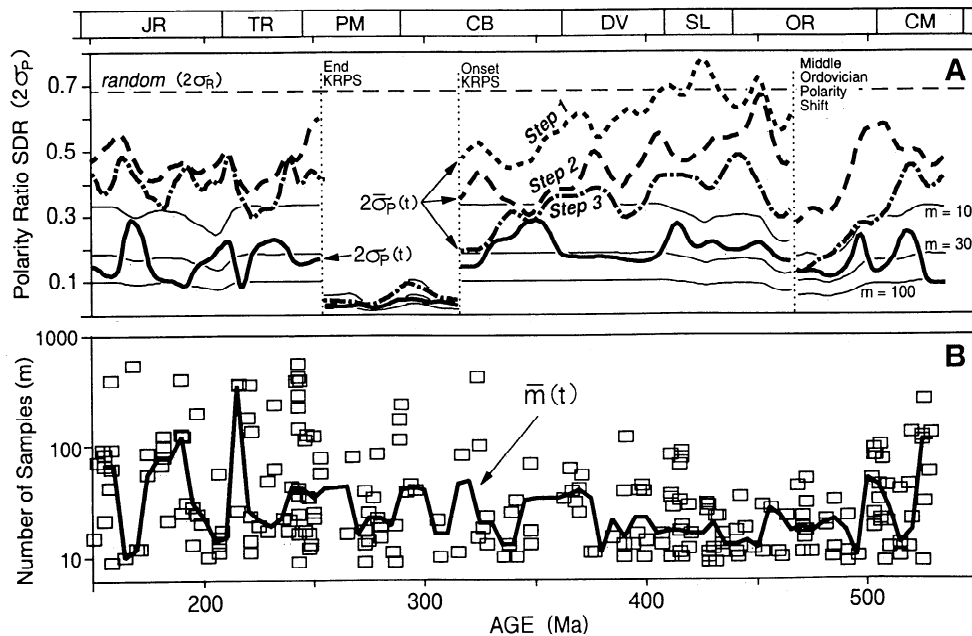 JR TR PM CB DV SL OR CM
A
random (2σR)
End
KRPS
Onset
KRPS
Middle
Ordovician
Polarity
Shift
Polarity Ratio SDR (2σP)
0.7
0.5
0.3
0.1
Step 1
Step 2
Step 3
2σ̅P(t)
2σP(t)
m = 10
m = 30
m = 100
B
Number of Samples (m)
1000
100
10
m̅(t)
200 300 400 500
AGE (Ma)